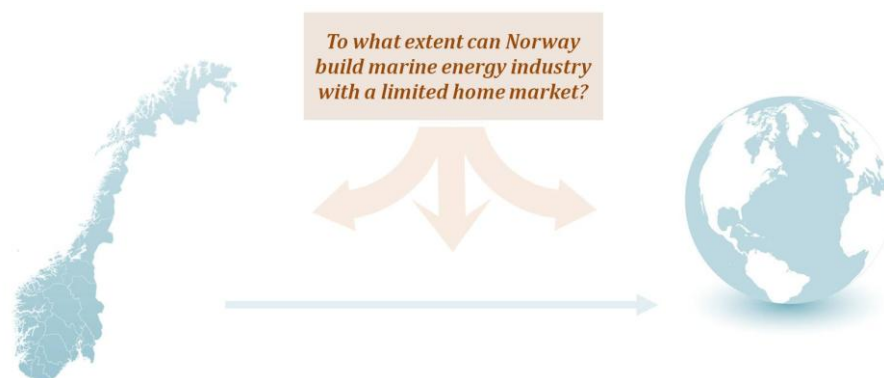 To what extent can Norway
build marine energy industry
with a limited home market?